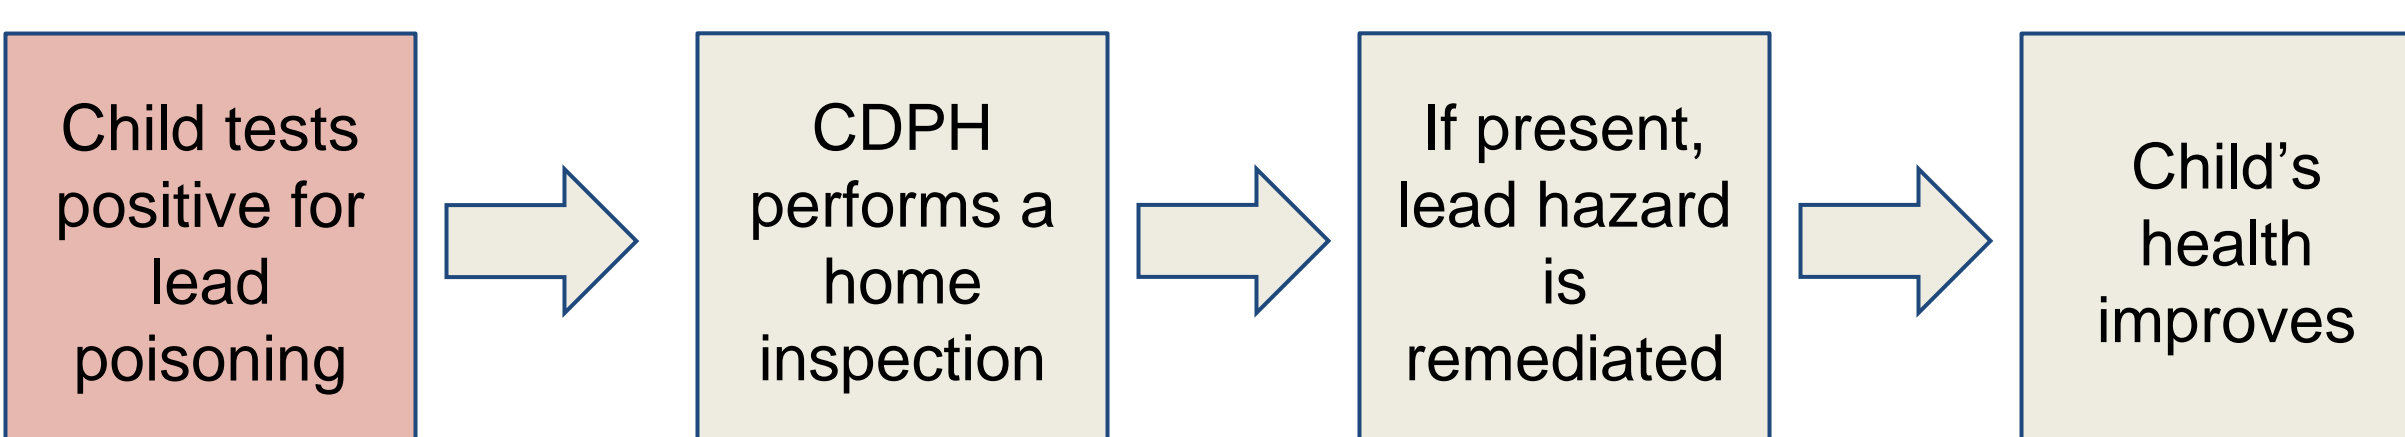 Child tests
positive for
lead
poisoning
CDPH
performs a
home
inspection
If present,
lead hazard
is
remediated
Child’s
health
improves